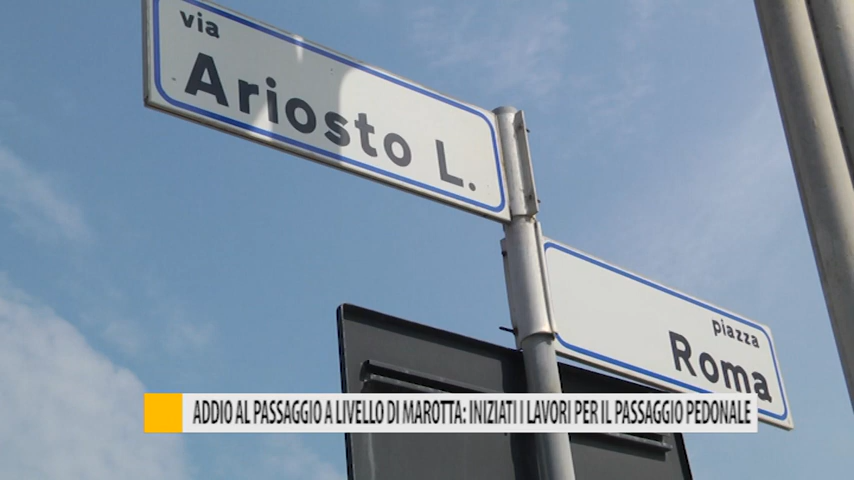 via
Ariosto L.
piazza
Roma
ADDIO AL PASSAGGIO A LIVELLO DI MAROTTA: INIZIATI I LAVORI PER IL PASSAGGIO PEDONALE